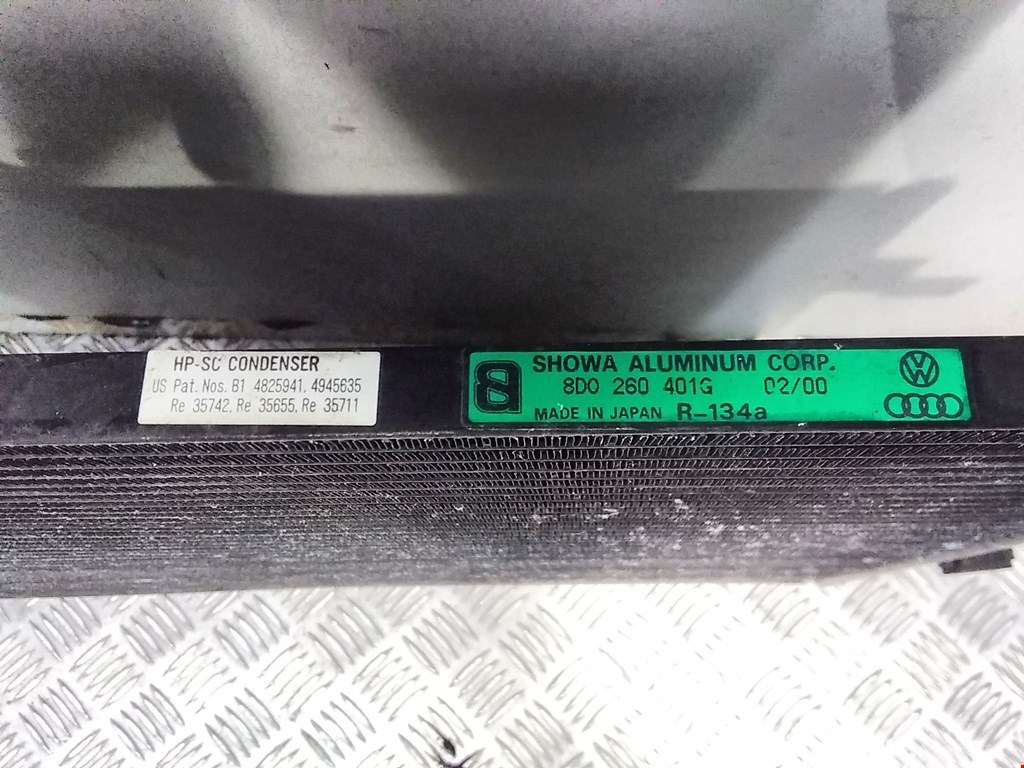 HP-SC CONDENSER
US Pat. Nos. B1 4825941, 4945635
Re 35742, Re 35655, Re 35711
SHOWA ALUMINUM CORP.
8D0 260 401G 02/00
MADE IN JAPAN R-134a